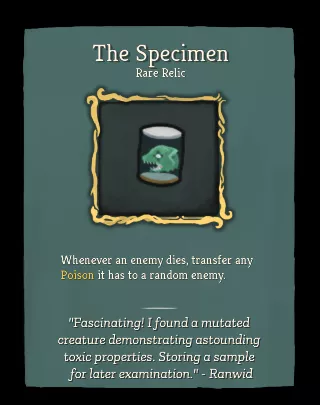 The Specimen
Rare Relic
Whenever an enemy dies, transfer any
Poison it has to a random enemy.
"Fascinating! I found a mutated
creature demonstrating astounding
toxic properties. Storing a sample
for later examination." - Ranwid